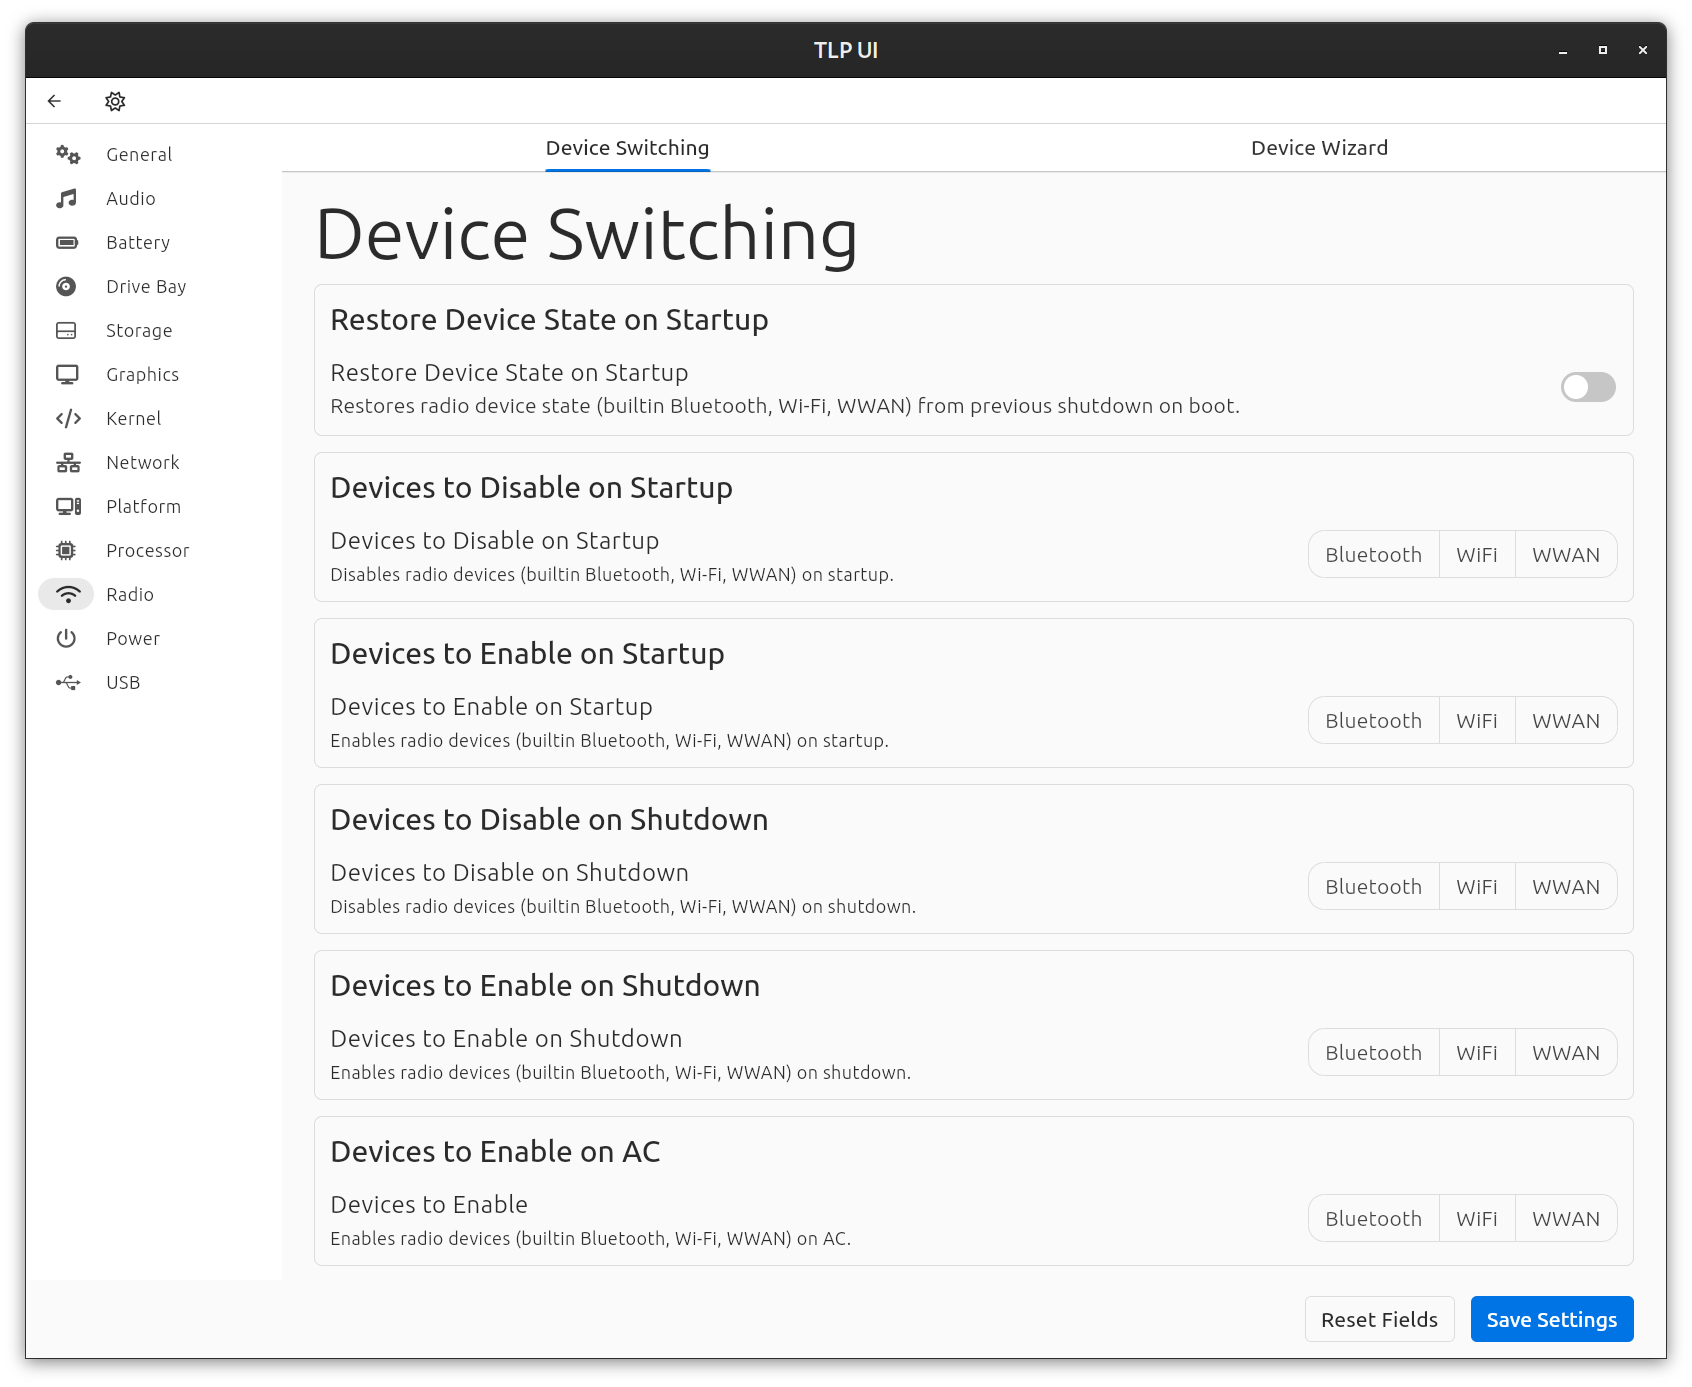 TLP UI
General
Audio
Battery
Drive Bay
Storage
Graphics
Kernel
Network
Platform
Processor
Radio
Power
USB
Device Switching
Device Wizard
Device Switching
Restore Device State on Startup
Restore Device State on Startup
Restores radio device state (builtin Bluetooth, Wi-Fi, WWAN) from previous shutdown on boot.
Devices to Disable on Startup
Devices to Disable on Startup
Disables radio devices (builtin Bluetooth, Wi-Fi, WWAN) on startup.
Bluetooth WiFi WWAN
Devices to Enable on Startup
Devices to Enable on Startup
Enables radio devices (builtin Bluetooth, Wi-Fi, WWAN) on startup.
Bluetooth WiFi WWAN
Devices to Disable on Shutdown
Devices to Disable on Shutdown
Disables radio devices (builtin Bluetooth, Wi-Fi, WWAN) on shutdown.
Bluetooth WiFi WWAN
Devices to Enable on Shutdown
Devices to Enable on Shutdown
Enables radio devices (builtin Bluetooth, Wi-Fi, WWAN) on shutdown.
Bluetooth WiFi WWAN
Devices to Enable on AC
Devices to Enable
Enables radio devices (builtin Bluetooth, Wi-Fi, WWAN) on AC.
Bluetooth WiFi WWAN
Reset Fields
Save Settings